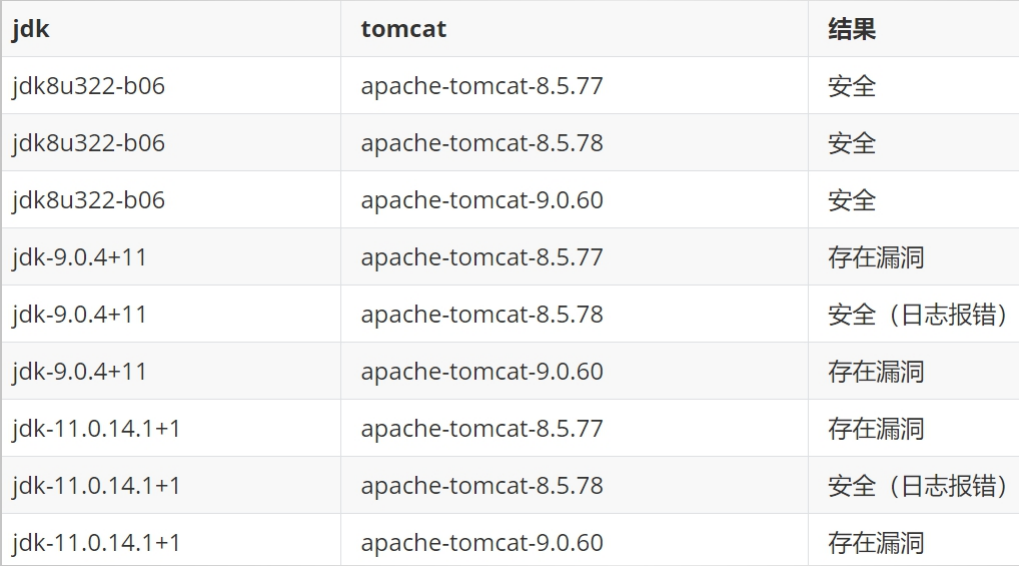 jdk tomcat 结果
jdk8u322-b06 apache-tomcat-8.5.77 安全
jdk8u322-b06 apache-tomcat-8.5.78 安全
jdk8u322-b06 apache-tomcat-9.0.60 安全
jdk-9.0.4+11 apache-tomcat-8.5.77 存在漏洞
jdk-9.0.4+11 apache-tomcat-8.5.78 安全（日志报错）
jdk-9.0.4+11 apache-tomcat-9.0.60 存在漏洞
jdk-11.0.14.1+1 apache-tomcat-8.5.77 存在漏洞
jdk-11.0.14.1+1 apache-tomcat-8.5.78 安全（日志报错）
jdk-11.0.14.1+1 apache-tomcat-9.0.60 存在漏洞